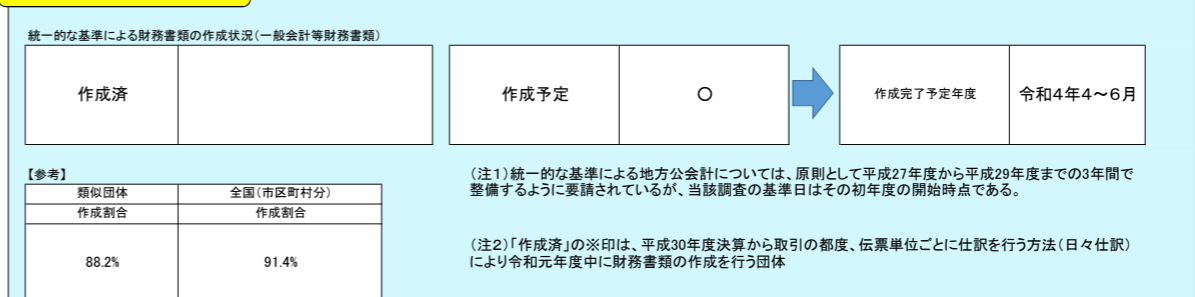 統一的な基準による財務書類の作成状況(一般会計等財務書類)
作成済
作成予定 ○
作成完了予定年度 令和4年4~6月
【参考】
類似団体 全国(市区町村分)
作成割合 作成割合
88.2% 91.4%
(注1)統一的な基準による地方公会計については、原則として平成27年度から平成29年度までの3年間で
整備するように要請されているが、当該調査の基準日はその初年度の開始時点である。
(注2)「作成済」の※印は、平成30年度決算から取引の都度、伝票単位ごとに仕訳を行う方法(日々仕訳)
により令和元年度中に財務書類の作成を行う団体